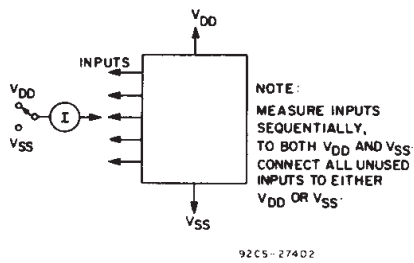 VDD
INPUTS
VDD
I
VSS
VSS
NOTE:
MEASURE INPUTS
SEQUENTIALLY,
TO BOTH VDD AND VSS.
CONNECT ALL UNUSED
INPUTS TO EITHER
VDD OR VSS.
92CS-27402